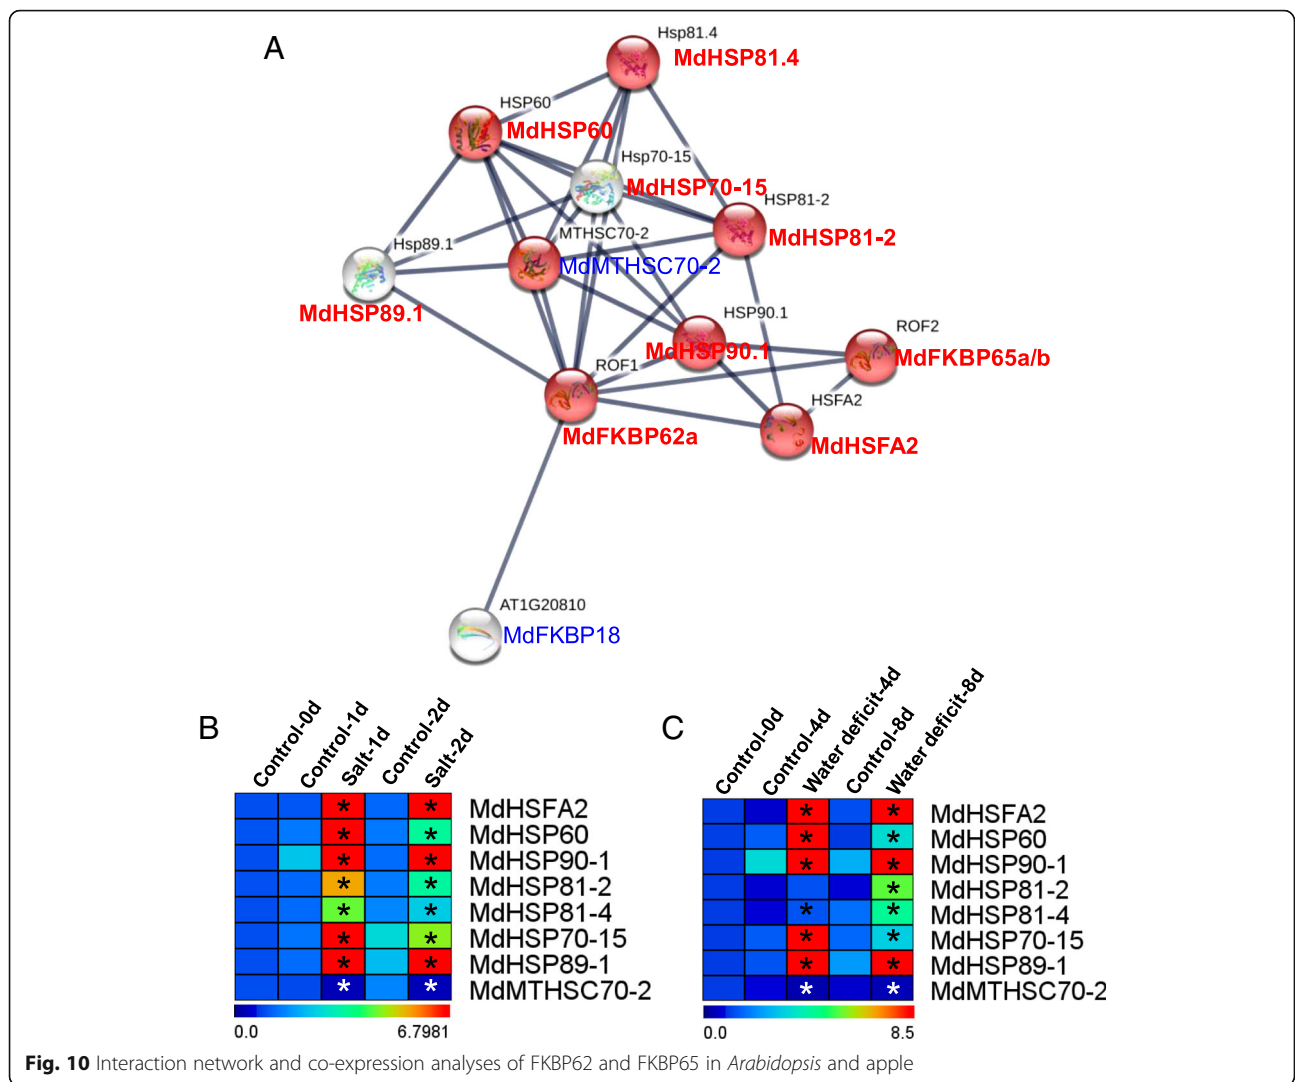 A
Hsp81.4
MdHSP81.4
HSP60
MdHSP60
Hsp70-15
MdHSP70-15
HSP81-2
MdHSP81-2
MTHSC70-2
MdMTHSC70-2
Hsp89.1
MdHSP89.1
HSP90.1
MdHSP90.1
ROF2
MdFKBP65a/b
ROF1
MdFKBP62a
HSFA2
MdHSFA2
AT1G20810
MdFKBP18
B
Control-0d
Control-1d
Salt-1d
Control-2d
Salt-2d
* * MdHSFA2
* * MdHSP60
* * MdHSP90-1
* * MdHSP81-2
* * MdHSP81-4
* * MdHSP70-15
* * MdHSP89-1
* * MdMTHSC70-2
0.0 6.7981
C
Control-0d
Control-4d
Water deficit-4d
Control-8d
Water deficit-8d
* * MdHSFA2
* * MdHSP60
* * MdHSP90-1
* MdHSP81-2
* * MdHSP81-4
* * MdHSP70-15
* * MdHSP89-1
* * MdMTHSC70-2
0.0 8.5
Fig. 10 Interaction network and co-expression analyses of FKBP62 and FKBP65 in Arabidopsis and apple